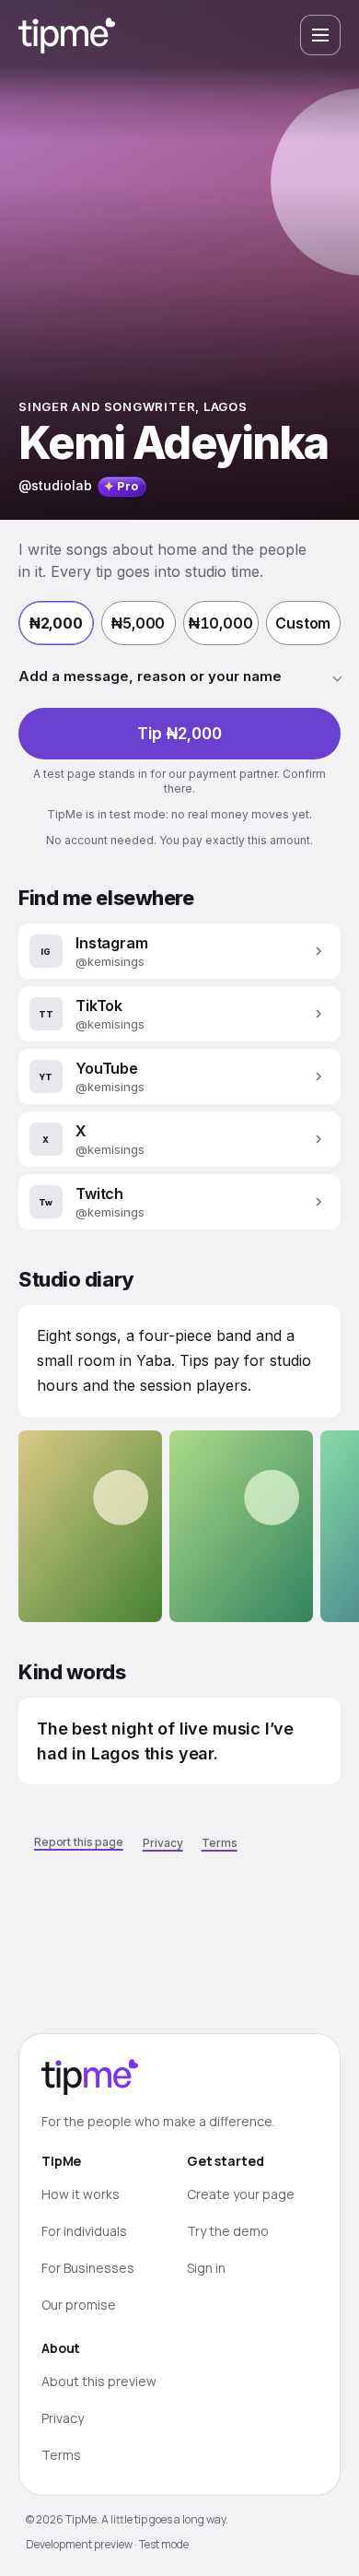 tipme
SINGER AND SONGWRITER, LAGOS
Kemi Adeyinka
@studiolab ✦ Pro
I write songs about home and the people
in it. Every tip goes into studio time.
₦2,000 ₦5,000 ₦10,000 Custom
Add a message, reason or your name
Tip ₦2,000
A test page stands in for our payment partner. Confirm
there.
TipMe is in test mode: no real money moves yet.
No account needed. You pay exactly this amount.
Find me elsewhere
IG Instagram
@kemisings
TT TikTok
@kemisings
YT YouTube
@kemisings
X X
@kemisings
Tw Twitch
@kemisings
Studio diary
Eight songs, a four-piece band and a
small room in Yaba. Tips pay for studio
hours and the session players.
Kind words
The best night of live music I’ve
had in Lagos this year.
Report this page Privacy Terms
tipme
For the people who make a difference.
TipMe
How it works
For individuals
For Businesses
Our promise
Get started
Create your page
Try the demo
Sign in
About
About this preview
Privacy
Terms
© 2026 TipMe. A little tip goes a long way.
Development preview · Test mode